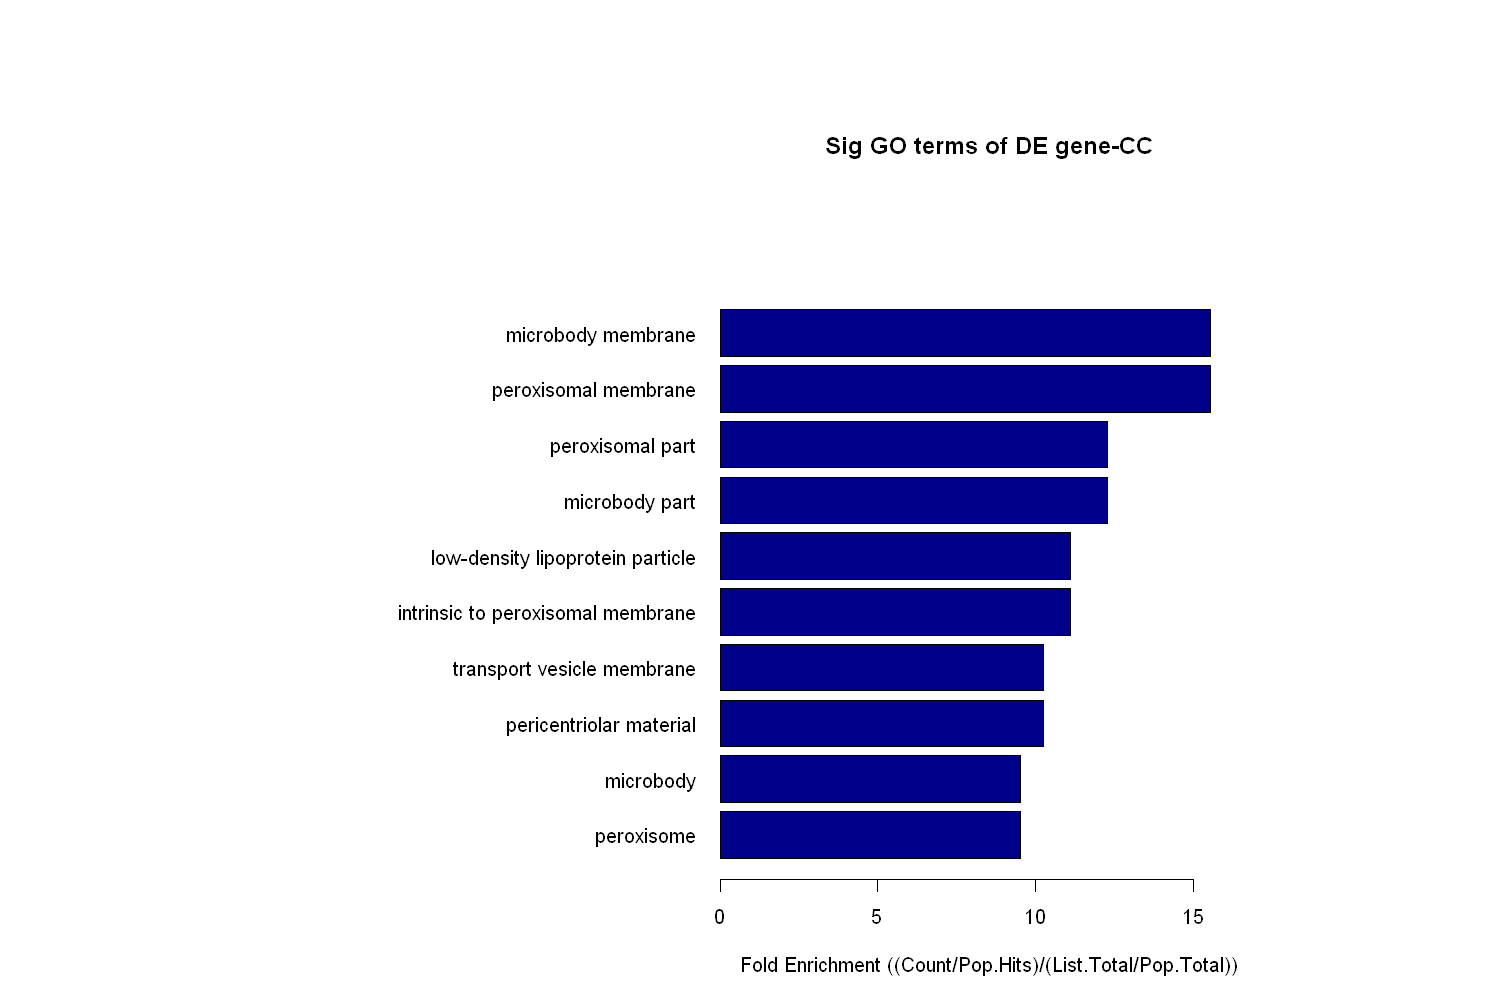 Sig GO terms of DE gene-CC
microbody membrane
peroxisomal membrane
peroxisomal part
microbody part
low-density lipoprotein particle
intrinsic to peroxisomal membrane
transport vesicle membrane
pericentriolar material
microbody
peroxisome
0 5 10 15
Fold Enrichment ((Count/Pop.Hits)/(List.Total/Pop.Total))